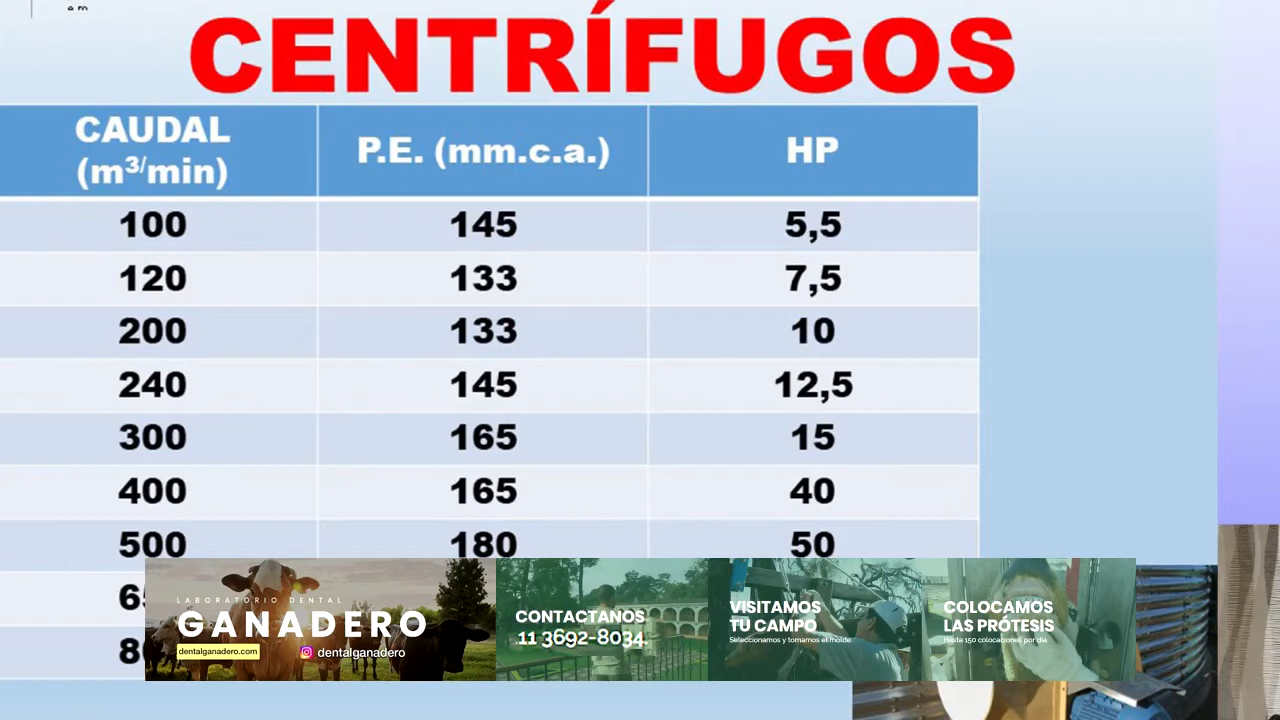 CENTRÍFUGOS
CAUDAL (m³/min) P.E. (mm.c.a.) HP
100 145 5,5
120 133 7,5
200 133 10
240 145 12,5
300 165 15
400 165 40
500 180 50
LABORATORIO DENTAL
GANADERO
dentalganadero.com dentalganadero
CONTACTANOS
11 3692-8034
VISITAMOS
TU CAMPO
Seleccionamos y tomamos el molde
COLOCAMOS
LAS PRÓTESIS
Hasta 150 colocaciones por día